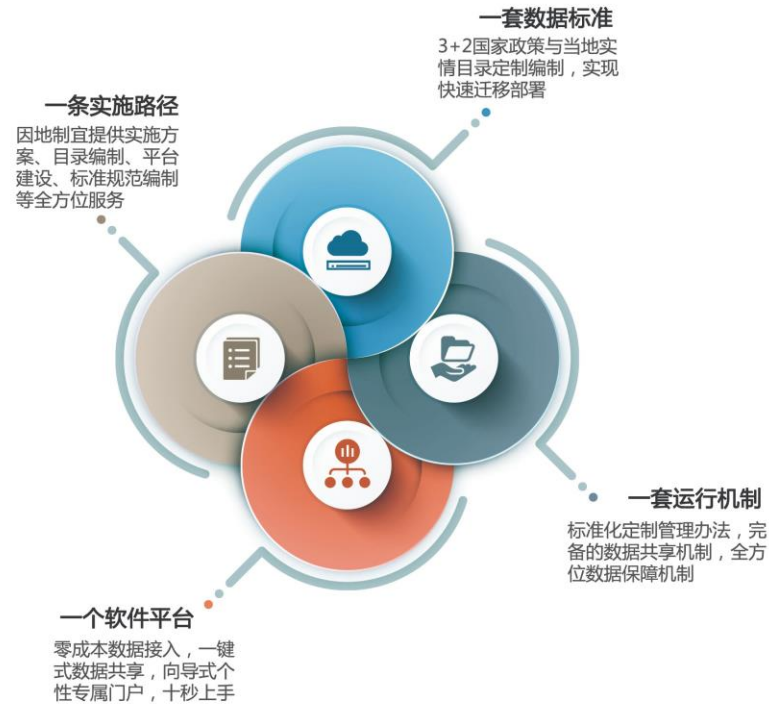 一套数据标准
3+2国家政策与当地实
情目录定制编制，实现
快速迁移部署
一条实施路径
因地制宜提供实施方
案、目录编制、平台
建设、标准规范编制
等全方位服务
一套运行机制
标准化定制管理办法，完
备的数据共享机制，全方
位数据保障机制
一个软件平台
零成本数据接入，一键
式数据共享，向导式个
性专属门户，十秒上手